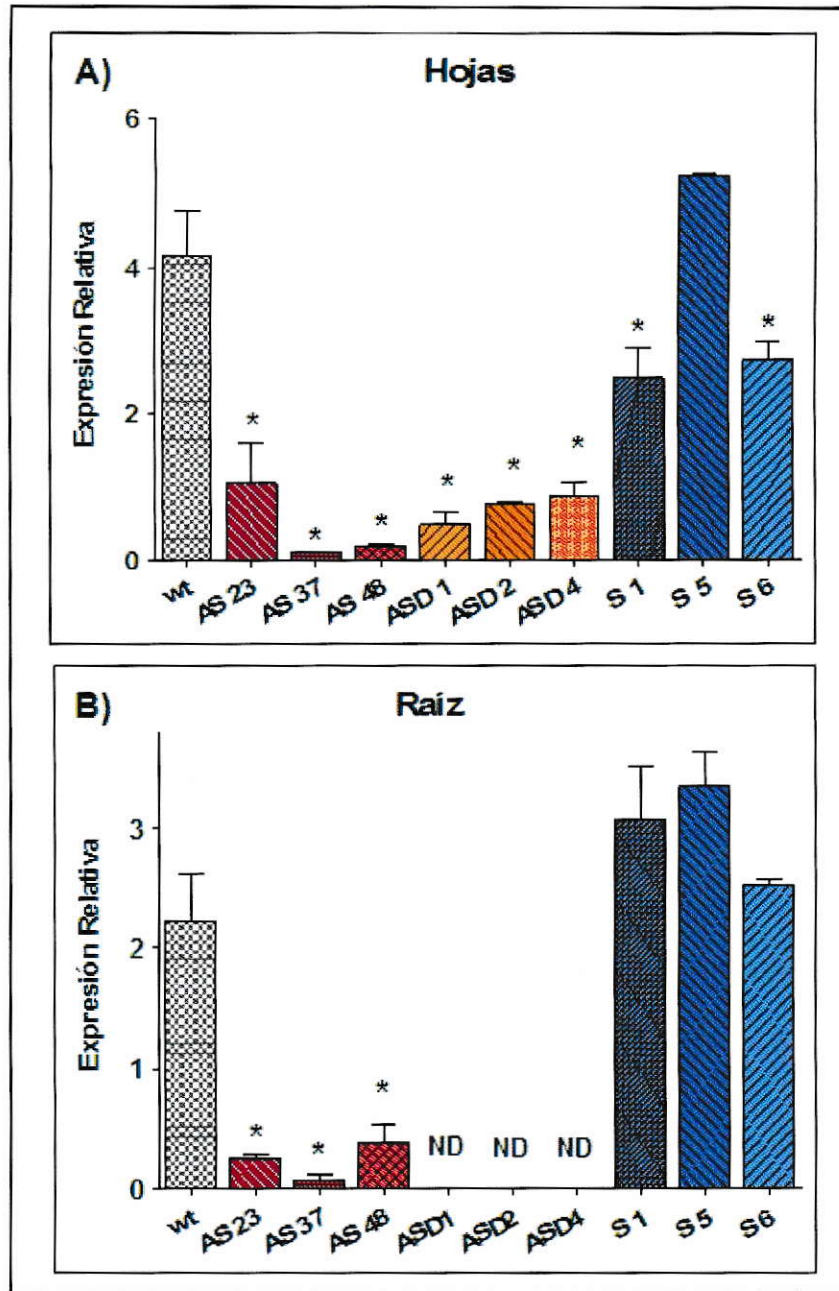 A) Hojas
Expresión Relativa
6
4
2
0
* * * * * * * *
wt AS 23 AS 37 AS 48 ASD 1 ASD 2 ASD 4 S 1 S 5 S 6
B) Raíz
Expresión Relativa
3
2
1
0
* * * ND ND ND
wt AS 23 AS 37 AS 48 ASD1 ASD2 ASD4 S 1 S 5 S 6